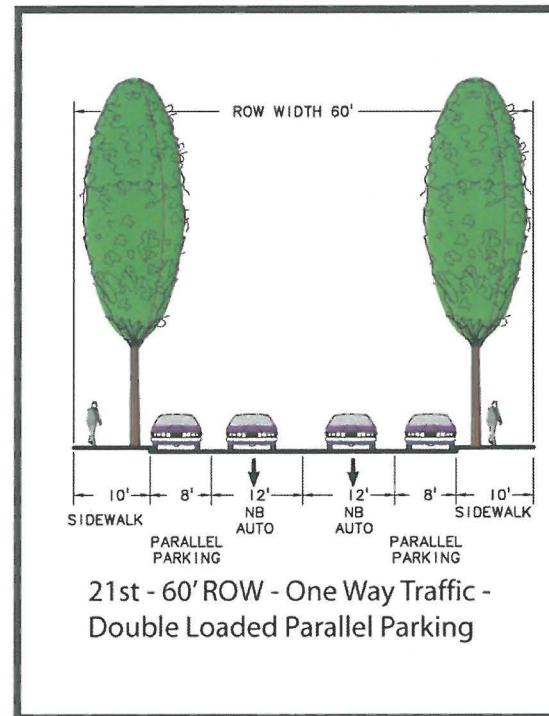 ROW WIDTH 60'
10' 8' 12' 12' 8' 10'
SIDEWALK NB NB SIDEWALK
AUTO AUTO
PARALLEL PARALLEL
PARKING PARKING
21st - 60' ROW - One Way Traffic -
Double Loaded Parallel Parking